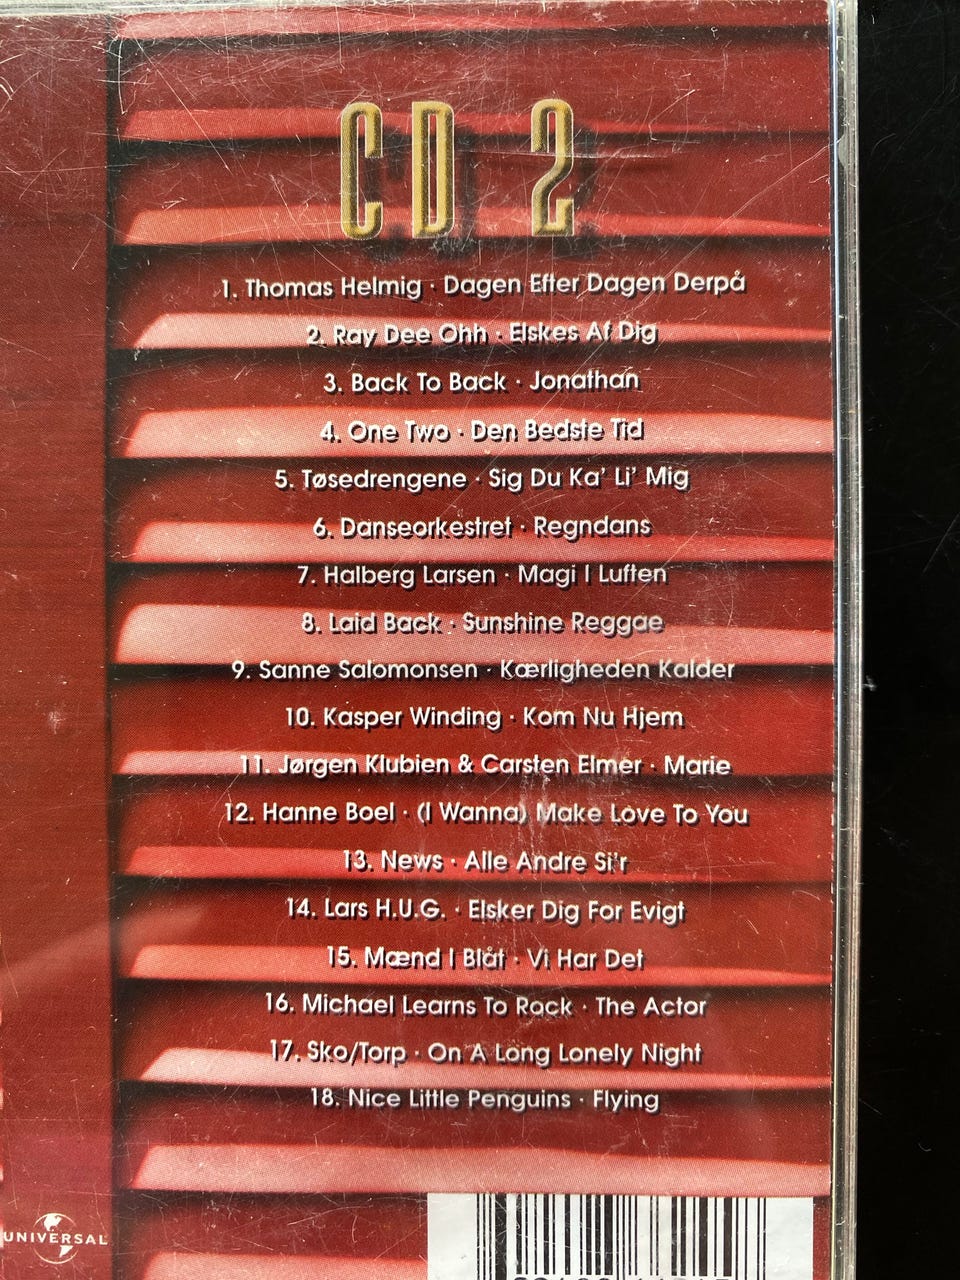 CD 2
1. Thomas Helmig · Dagen Efter Dagen Derpå
2. Ray Dee Ohh · Elskes Af Dig
3. Back To Back · Jonathan
4. One Two · Den Bedste Tid
5. Tøsedrengene · Sig Du Ka' Li' Mig
6. Danseorkestret · Regndans
7. Halberg Larsen · Magi I Luften
8. Laid Back · Sunshine Reggae
9. Sanne Salomonsen · Kærligheden Kalder
10. Kasper Winding · Kom Nu Hjem
11. Jørgen Klubien & Carsten Elmer · Marie
12. Hanne Boel · (I Wanna) Make Love To You
13. News · Alle Andre Si'r
14. Lars H.U.G. · Elsker Dig For Evigt
15. Mænd I Blåt · Vi Har Det
16. Michael Learns To Rock · The Actor
17. Sko/Torp · On A Long Lonely Night
18. Nice Little Penguins · Flying
UNIVERSAL